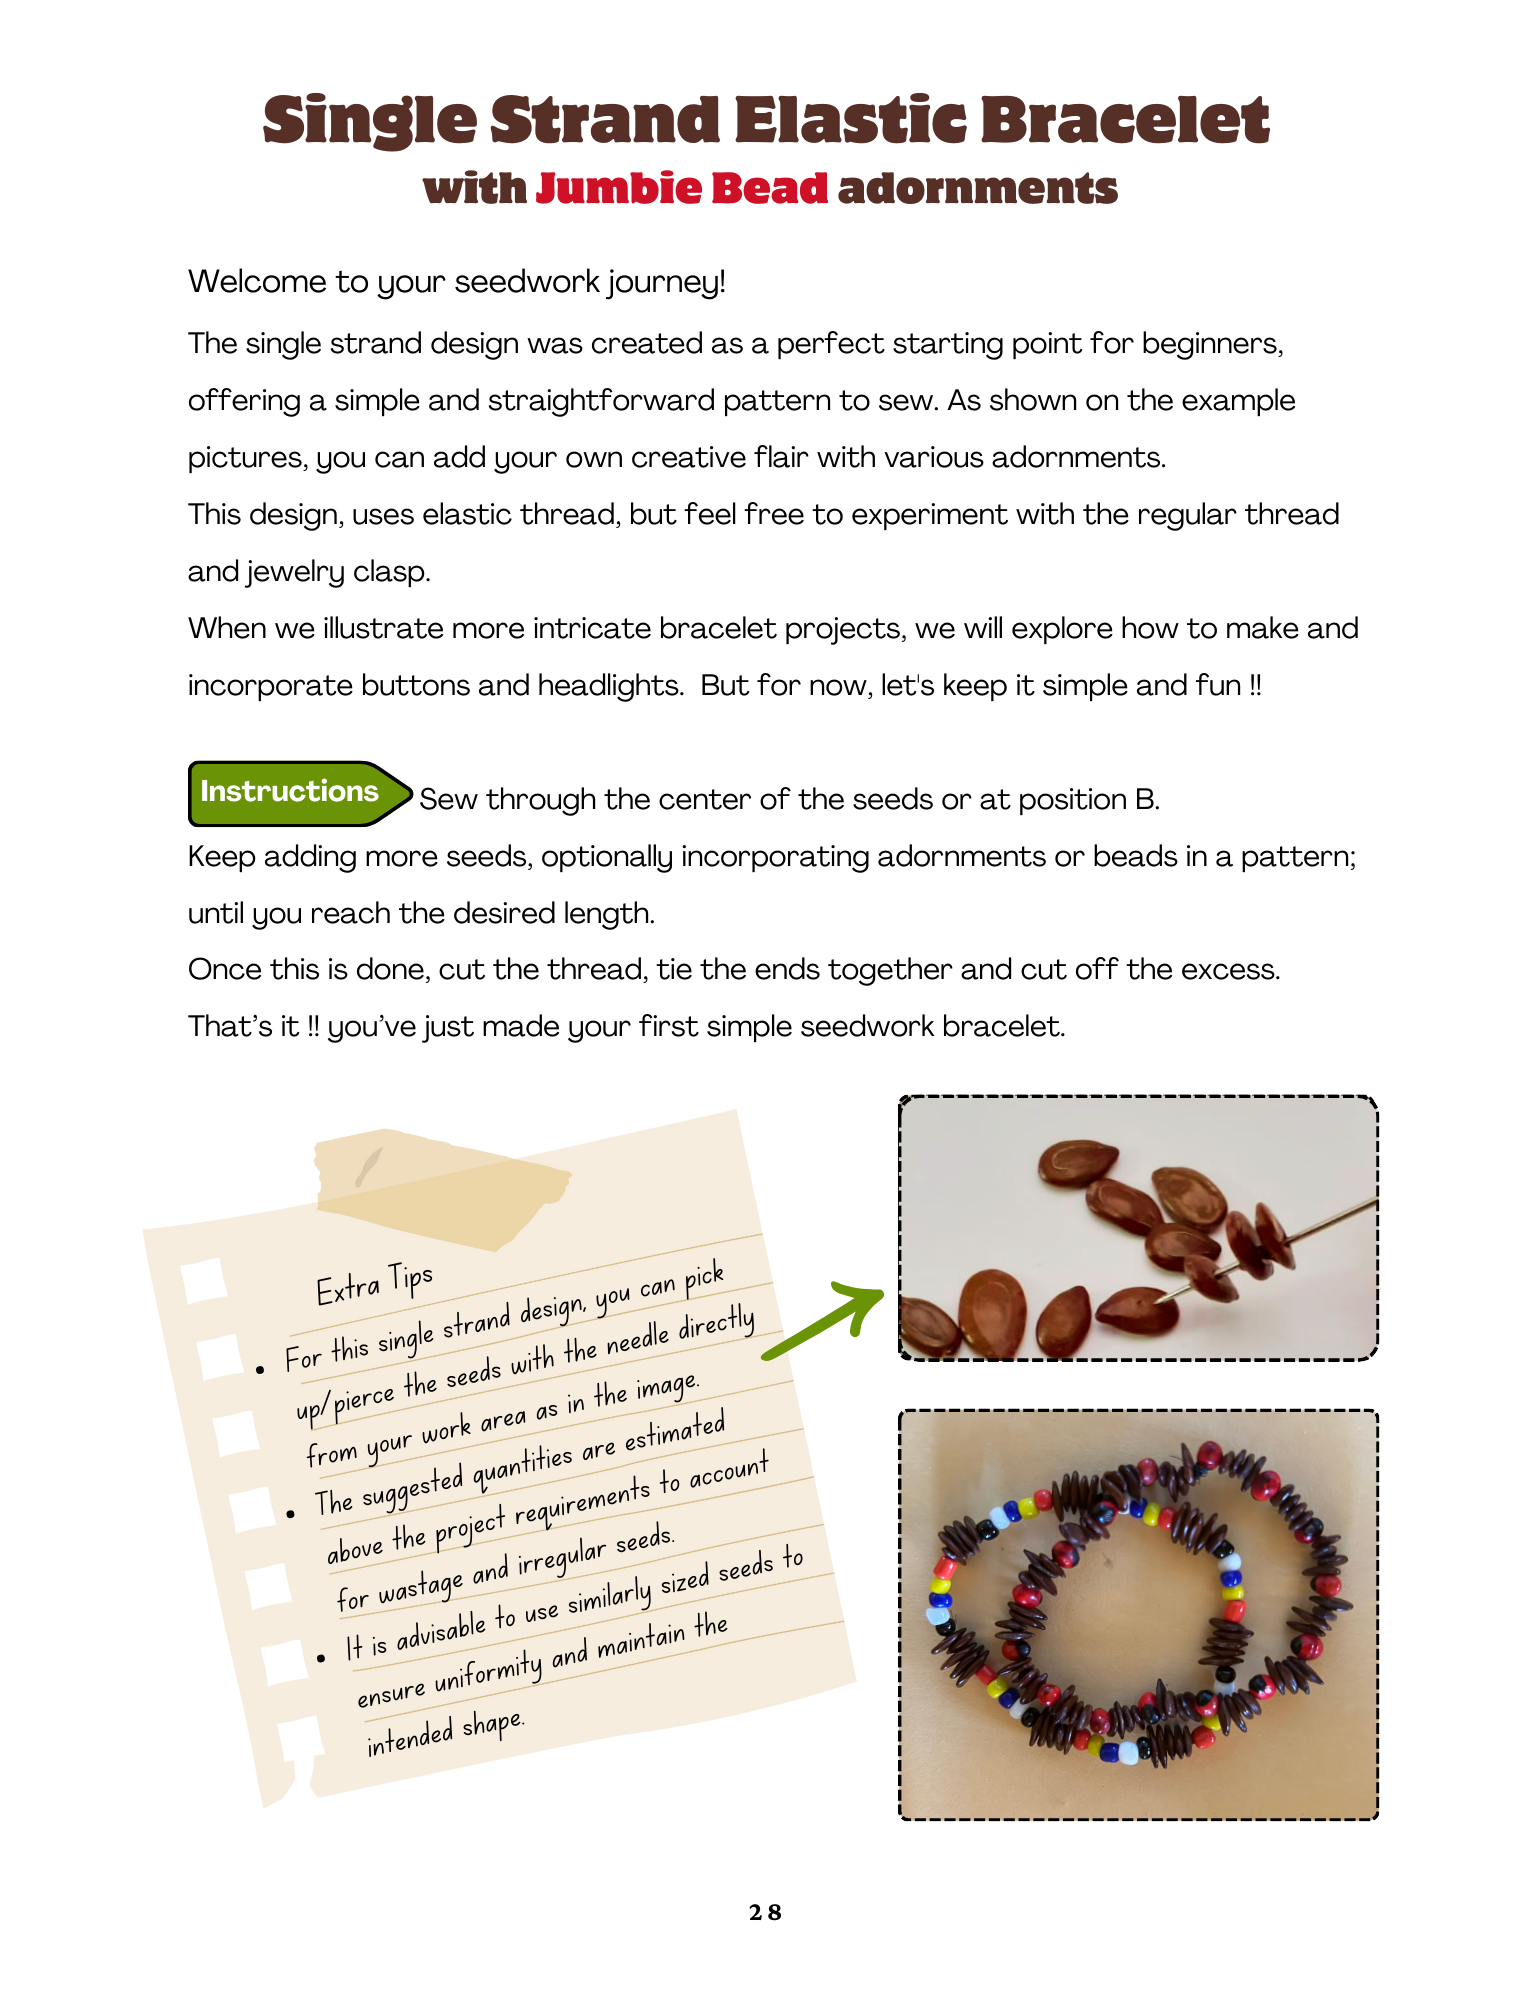 Single Strand Elastic Bracelet
with Jumbie Bead adornments
Welcome to your seedwork journey!
The single strand design was created as a perfect starting point for beginners,
offering a simple and straightforward pattern to sew. As shown on the example
pictures, you can add your own creative flair with various adornments.
This design, uses elastic thread, but feel free to experiment with the regular thread
and jewelry clasp.
When we illustrate more intricate bracelet projects, we will explore how to make and
incorporate buttons and headlights.  But for now, let's keep it simple and fun !!
Instructions Sew through the center of the seeds or at position B.
Keep adding more seeds, optionally incorporating adornments or beads in a pattern;
until you reach the desired length.
Once this is done, cut the thread, tie the ends together and cut off the excess.
That’s it !! you’ve just made your first simple seedwork bracelet.
Extra Tips
• For this single strand design, you can pick
up/pierce the seeds with the needle directly
from your work area as in the image.
• The suggested quantities are estimated
above the project requirements to account
for wastage and irregular seeds.
• It is advisable to use similarly sized seeds to
ensure uniformity and maintain the
intended shape.
28